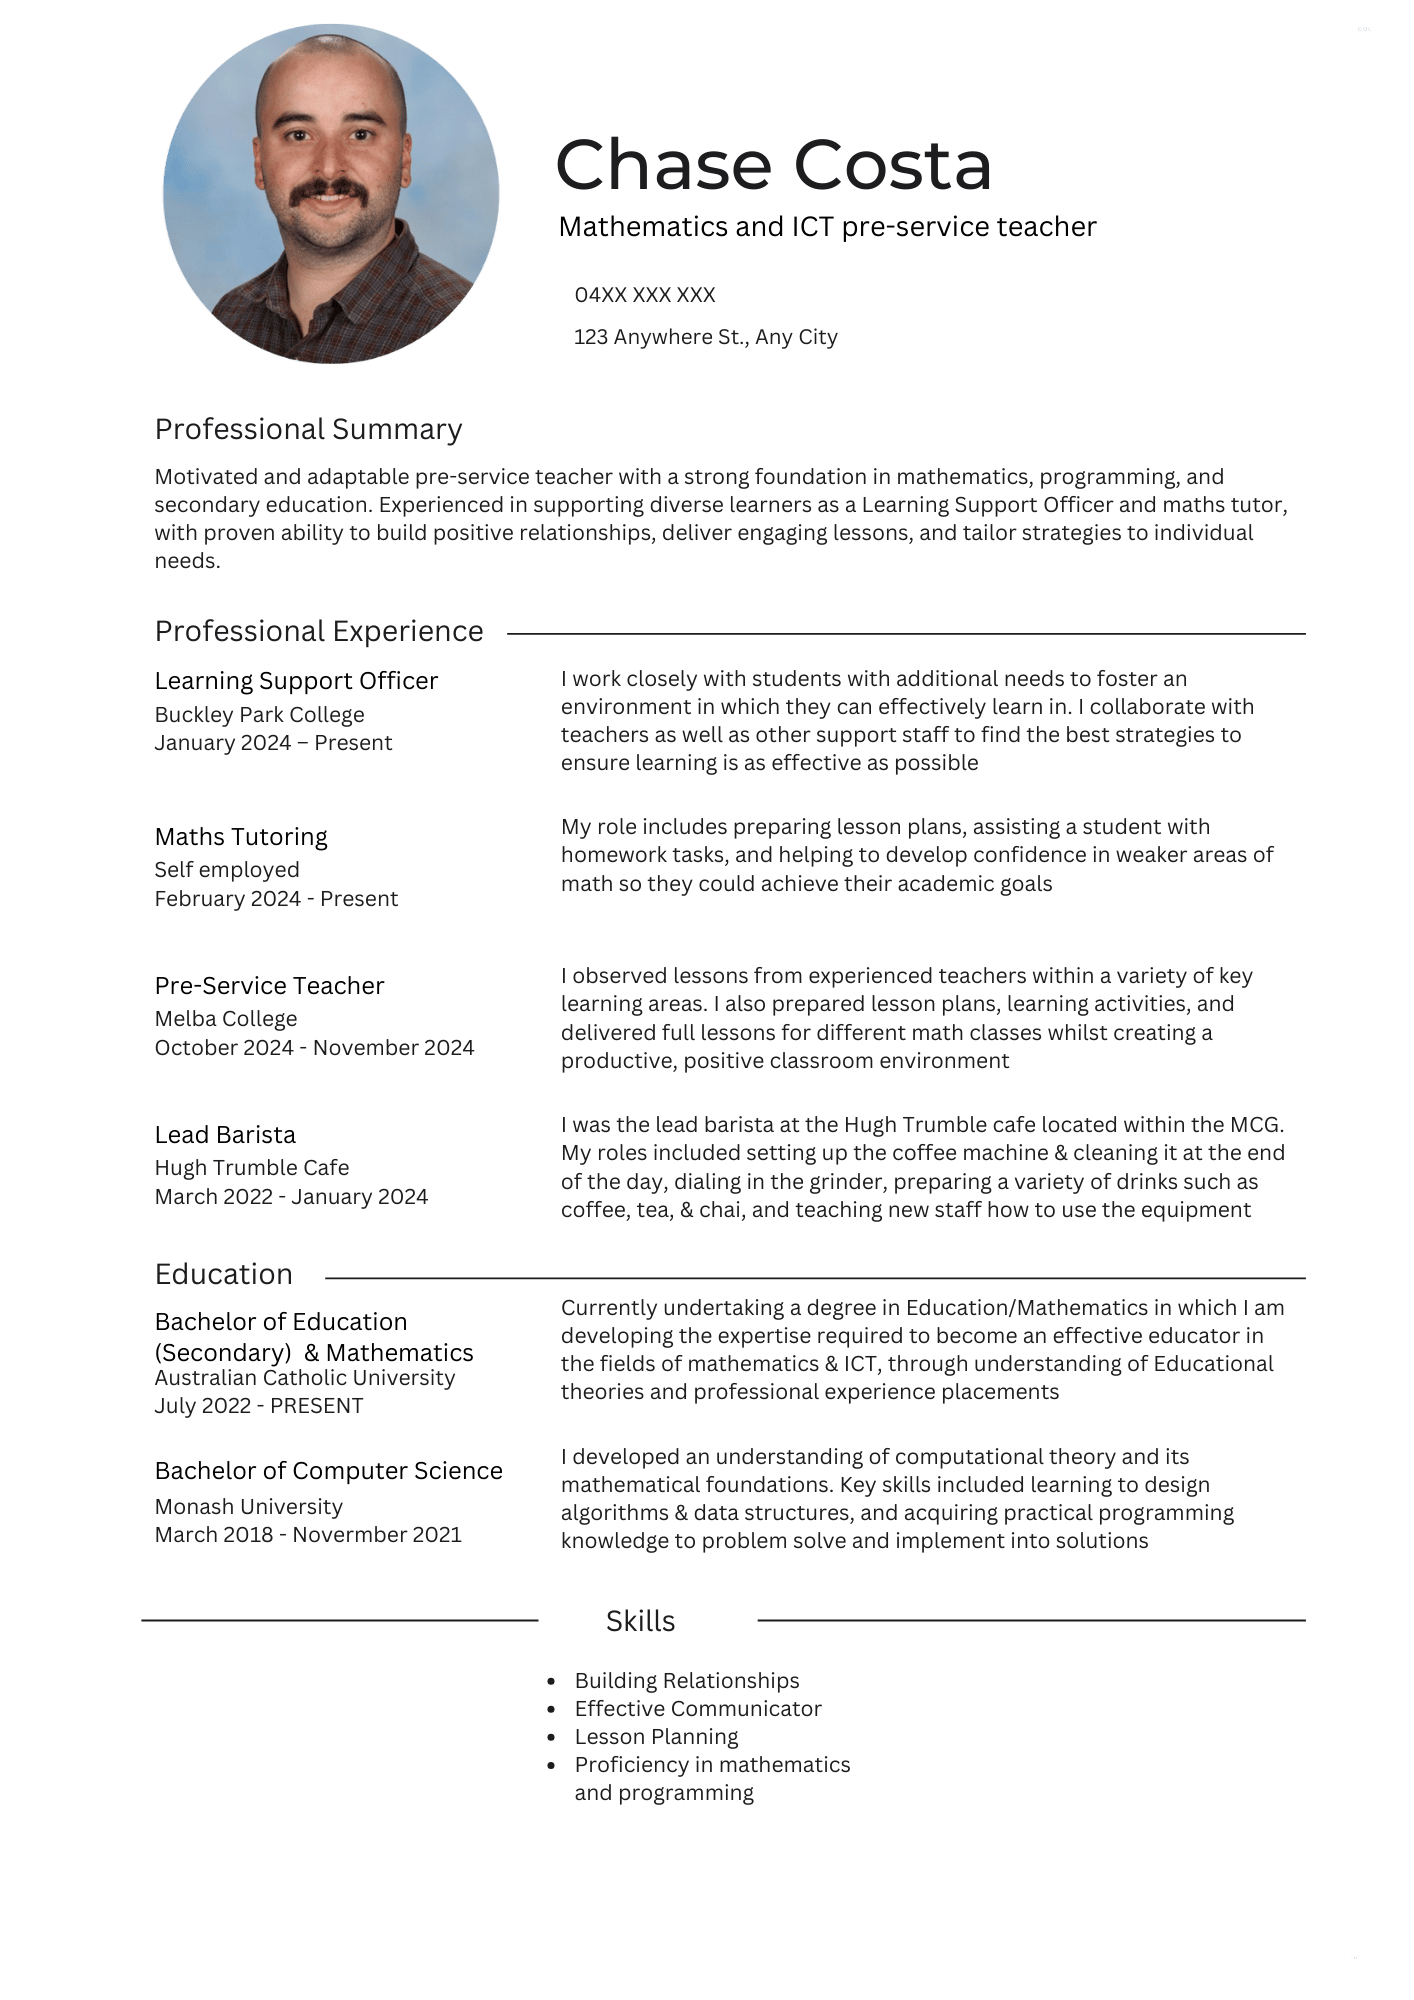 Chase Costa
Mathematics and ICT pre-service teacher
04XX XXX XXX
123 Anywhere St., Any City
Professional Summary
Motivated and adaptable pre-service teacher with a strong foundation in mathematics, programming, and
secondary education. Experienced in supporting diverse learners as a Learning Support Officer and maths tutor,
with proven ability to build positive relationships, deliver engaging lessons, and tailor strategies to individual
needs.
Professional Experience
Learning Support Officer
Buckley Park College
January 2024 – Present
I work closely with students with additional needs to foster an
environment in which they can effectively learn in. I collaborate with
teachers as well as other support staff to find the best strategies to
ensure learning is as effective as possible
Maths Tutoring
Self employed
February 2024 - Present
My role includes preparing lesson plans, assisting a student with
homework tasks, and helping to develop confidence in weaker areas of
math so they could achieve their academic goals
Pre-Service Teacher
Melba College
October 2024 - November 2024
I observed lessons from experienced teachers within a variety of key
learning areas. I also prepared lesson plans, learning activities, and
delivered full lessons for different math classes whilst creating a
productive, positive classroom environment
Lead Barista
Hugh Trumble Cafe
March 2022 - January 2024
I was the lead barista at the Hugh Trumble cafe located within the MCG.
My roles included setting up the coffee machine & cleaning it at the end
of the day, dialing in the grinder, preparing a variety of drinks such as
coffee, tea, & chai, and teaching new staff how to use the equipment
Education
Bachelor of Education
(Secondary) & Mathematics
Australian Catholic University
July 2022 - PRESENT
Currently undertaking a degree in Education/Mathematics in which I am
developing the expertise required to become an effective educator in
the fields of mathematics & ICT, through understanding of Educational
theories and professional experience placements
Bachelor of Computer Science
Monash University
March 2018 - Novermber 2021
I developed an understanding of computational theory and its
mathematical foundations. Key skills included learning to design
algorithms & data structures, and acquiring practical programming
knowledge to problem solve and implement into solutions
Skills
• Building Relationships
• Effective Communicator
• Lesson Planning
• Proficiency in mathematics
and programming